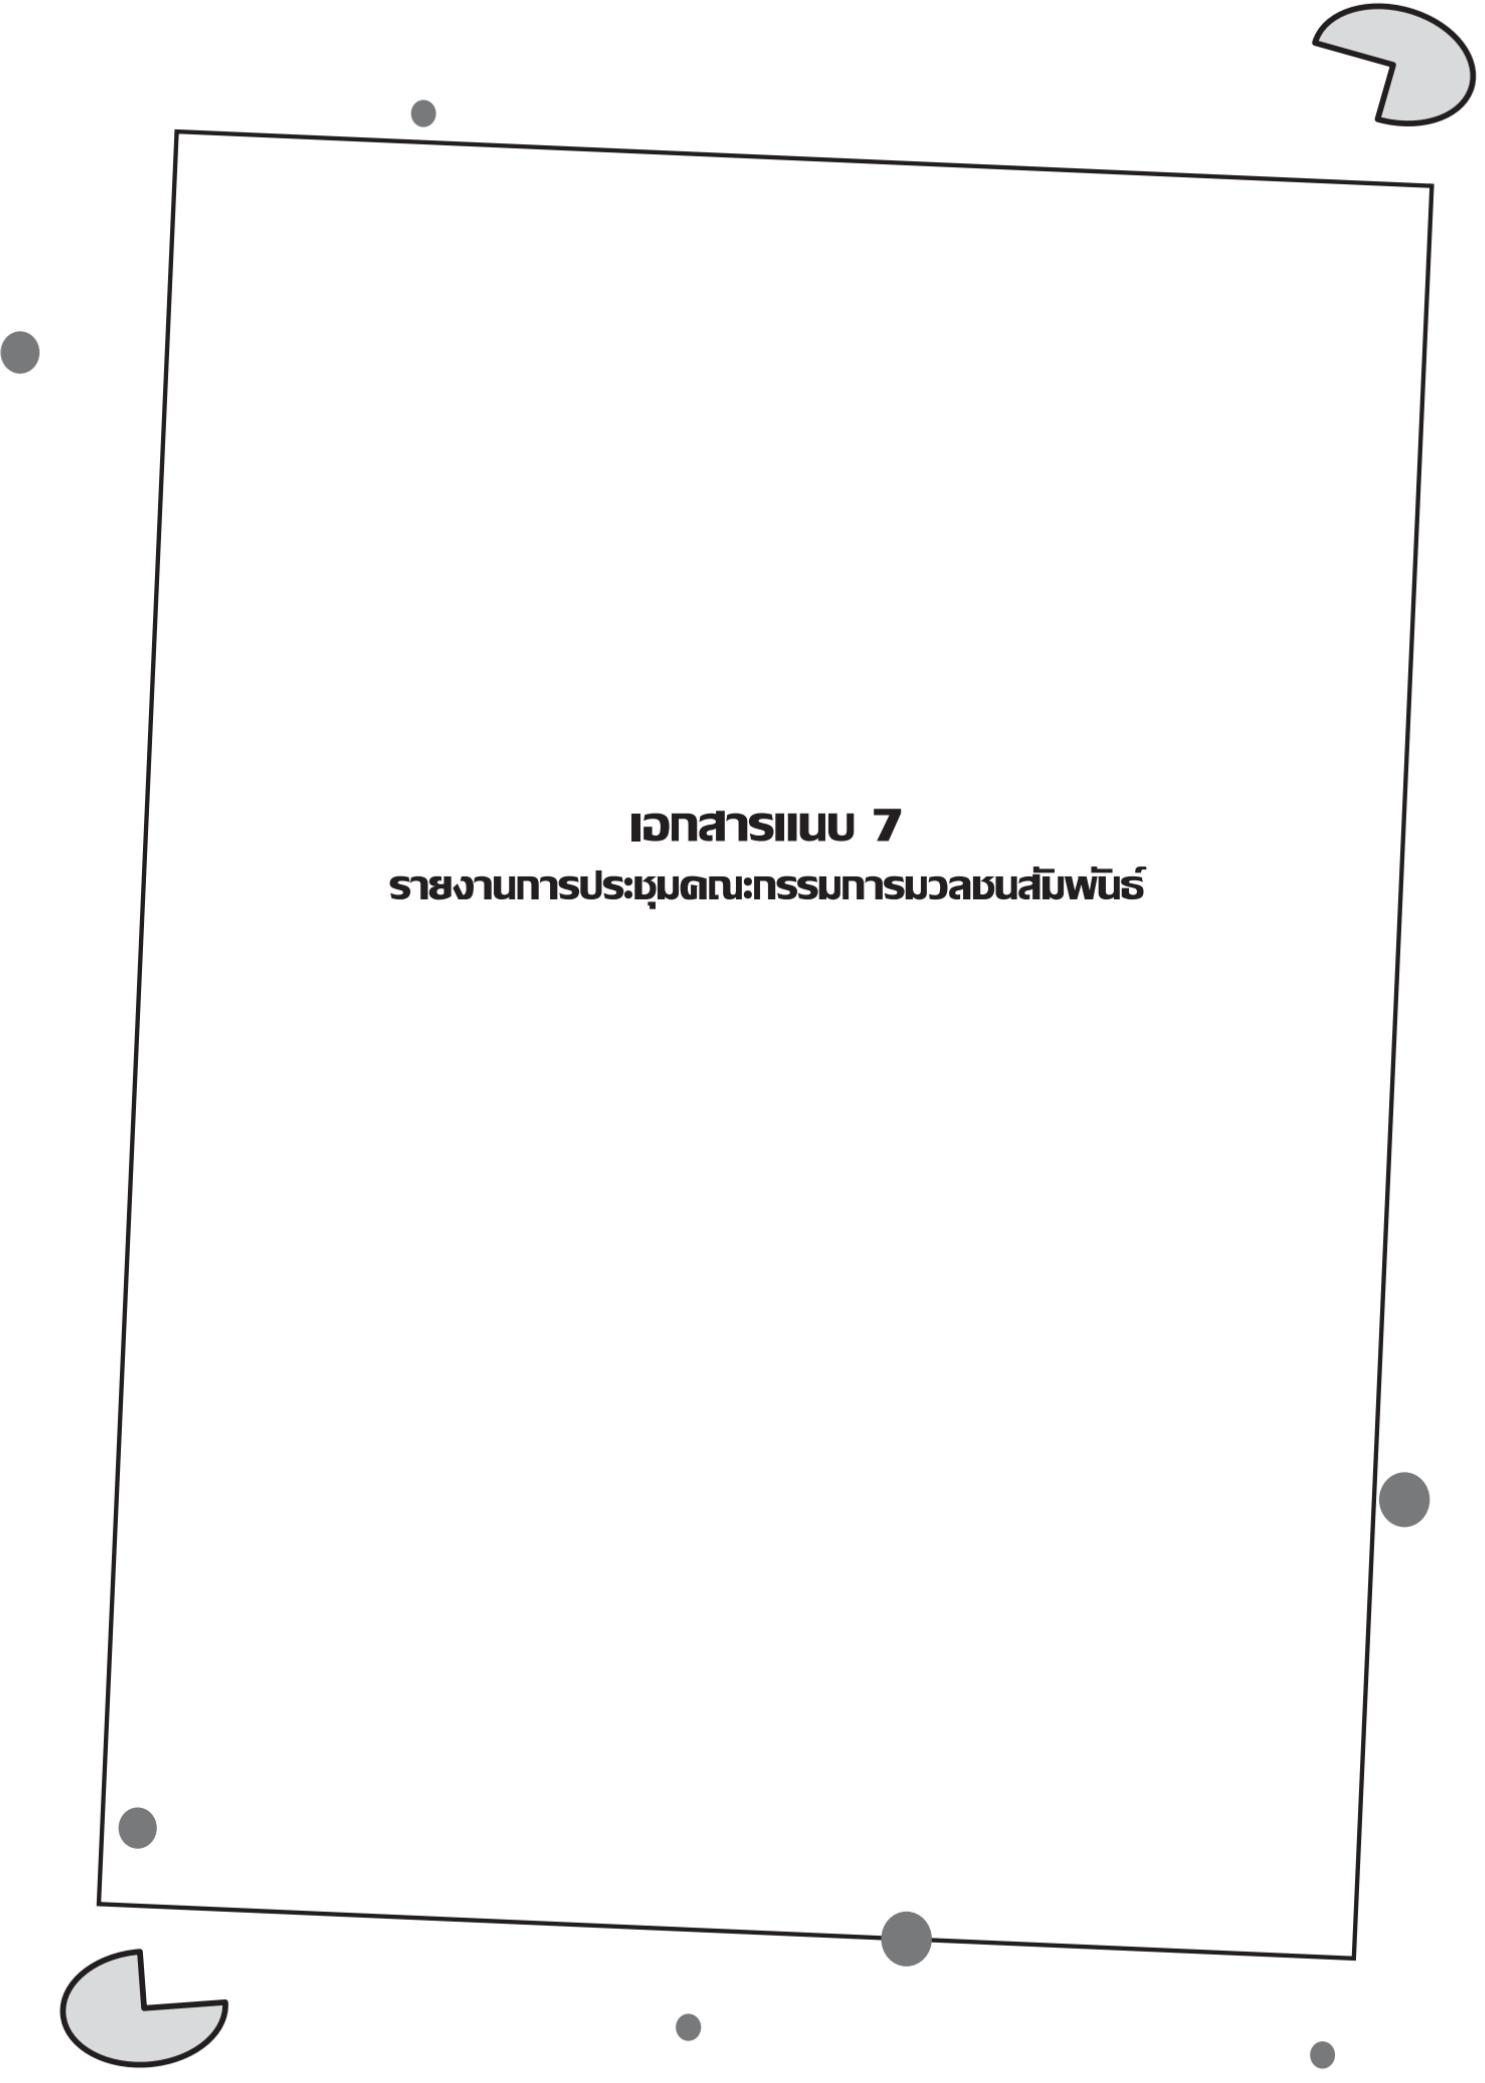 เอกสารแนบ 7
รายงานการประชุมคณะกรรมการมวลชนสัมพันธ์